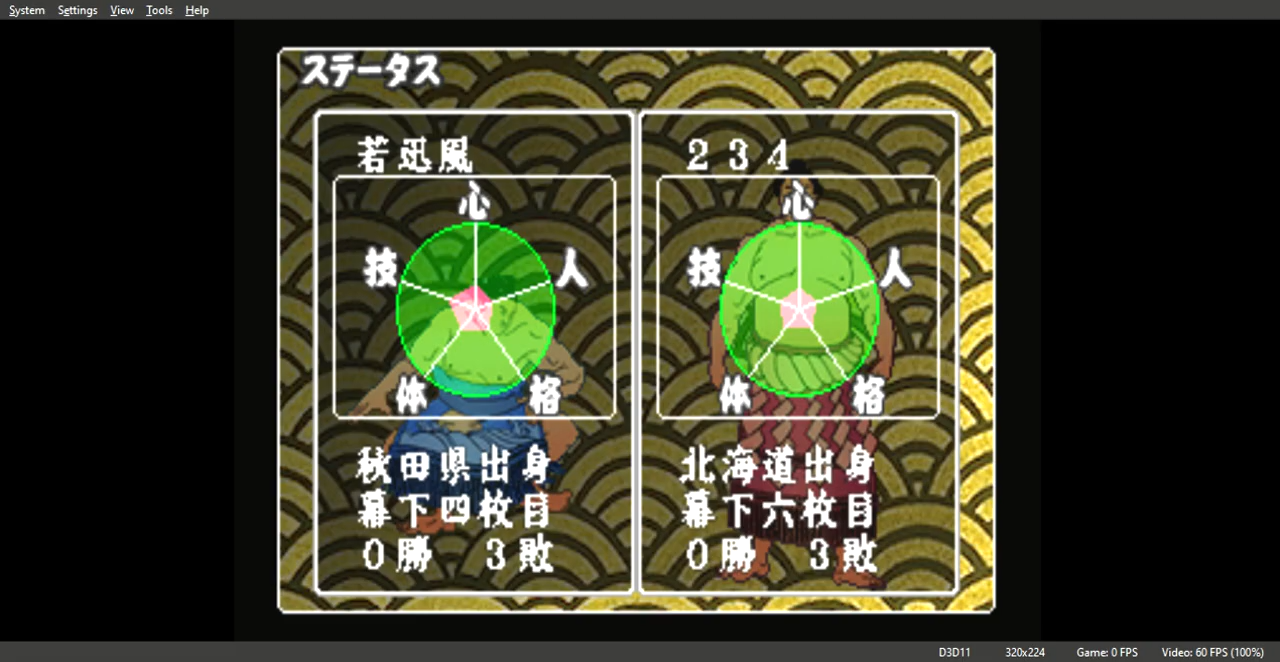 System Settings View Tools Help
ステータス
若迅風
心
技 人
体 格
秋田県出身
幕下四枚目
0勝 3敗
234
心
技 人
体 格
北海道出身
幕下六枚目
0勝 3敗
D3D11 320x224 Game: 0 FPS Video: 60 FPS (100%)